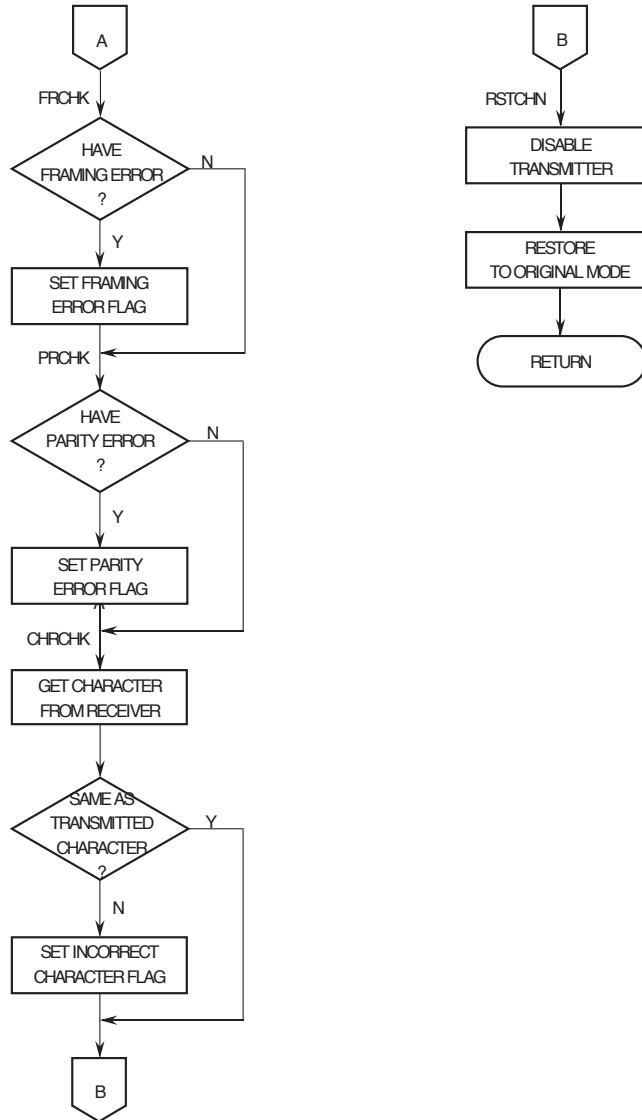 A
FRCHK
HAVE
FRAMING ERROR
?
N
Y
SET FRAMING
ERROR FLAG
PRCHK
HAVE
PARITY ERROR
?
N
Y
SET PARITY
ERROR FLAG
CHRCHK
GET CHARACTER
FROM RECEIVER
SAME AS
TRANSMITTED
CHARACTER
?
Y
N
SET INCORRECT
CHARACTER FLAG
B
B
RSTCHN
DISABLE
TRANSMITTER
RESTORE
TO ORIGINAL MODE
RETURN